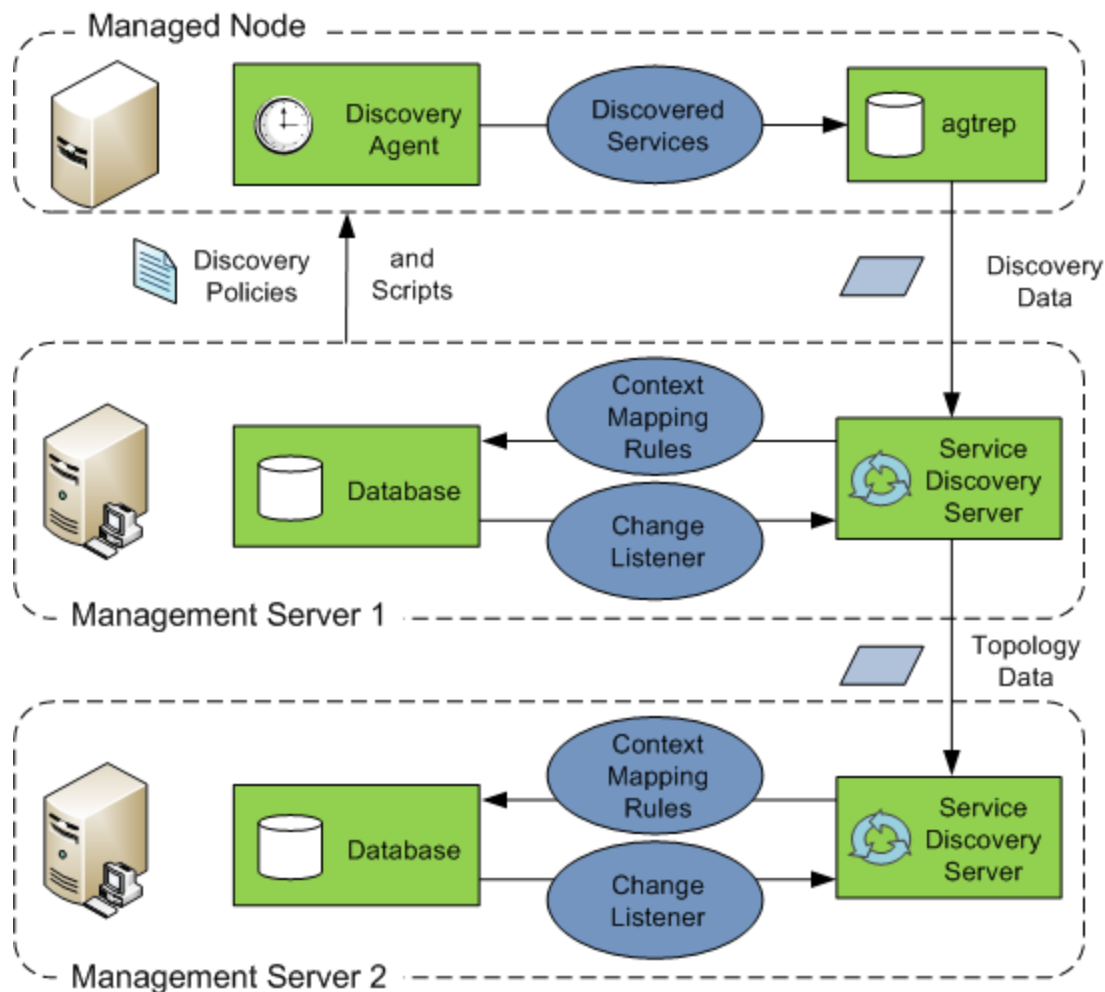 Managed Node
Discovery
Agent
Discovered
Services
agtrep
Discovery
Policies
and
Scripts
Discovery
Data
Context
Mapping
Rules
Database
Service
Discovery
Server
Change
Listener
Management Server 1
Topology
Data
Context
Mapping
Rules
Database
Service
Discovery
Server
Change
Listener
Management Server 2